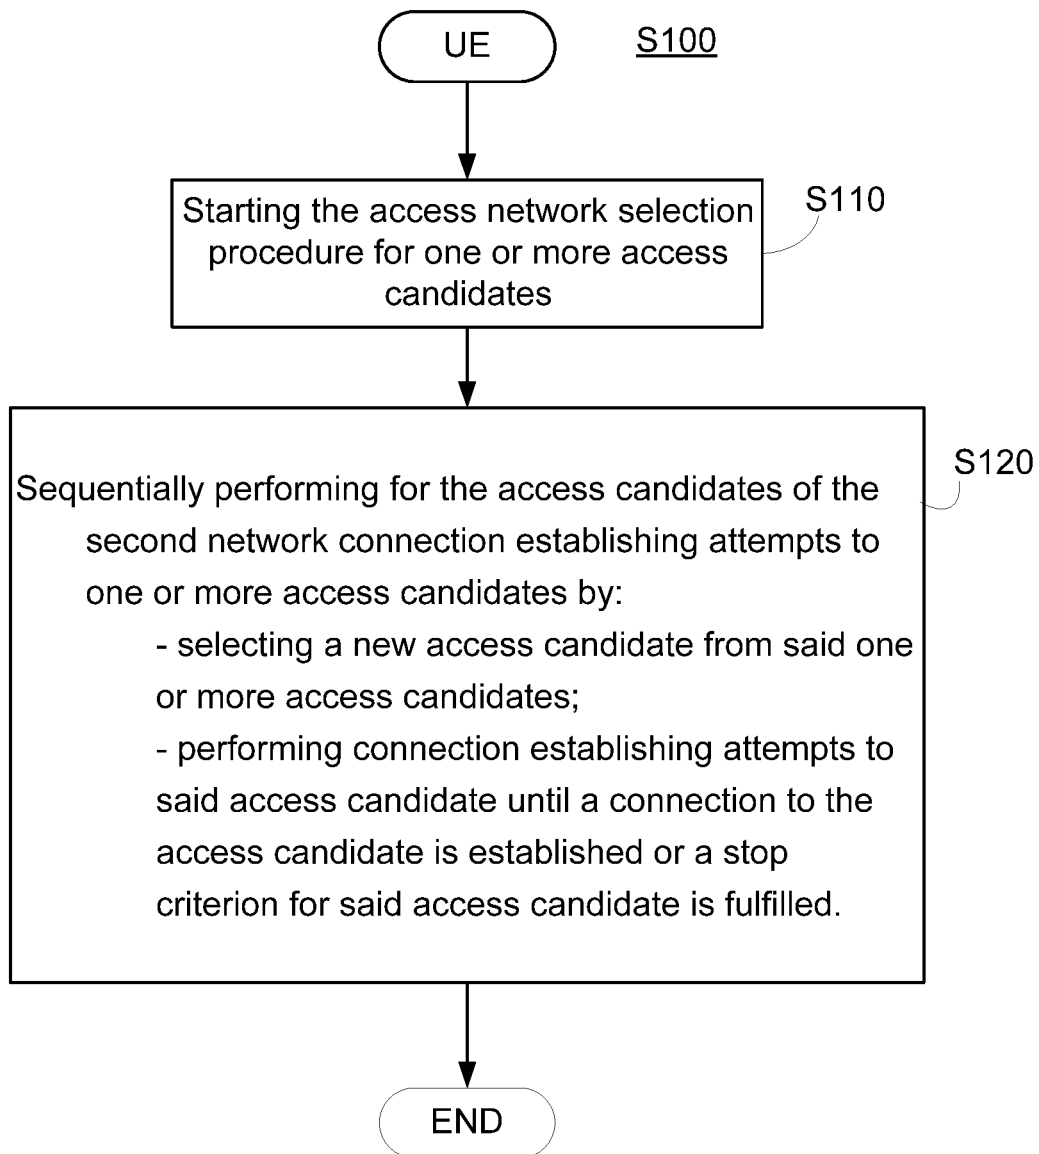 UE
S100
Starting the access network selection
procedure for one or more access
candidates
S110
Sequentially performing for the access candidates of the
second network connection establishing attempts to
one or more access candidates by:
- selecting a new access candidate from said one
or more access candidates;
- performing connection establishing attempts to
said access candidate until a connection to the
access candidate is established or a stop
criterion for said access candidate is fulfilled.
S120
END